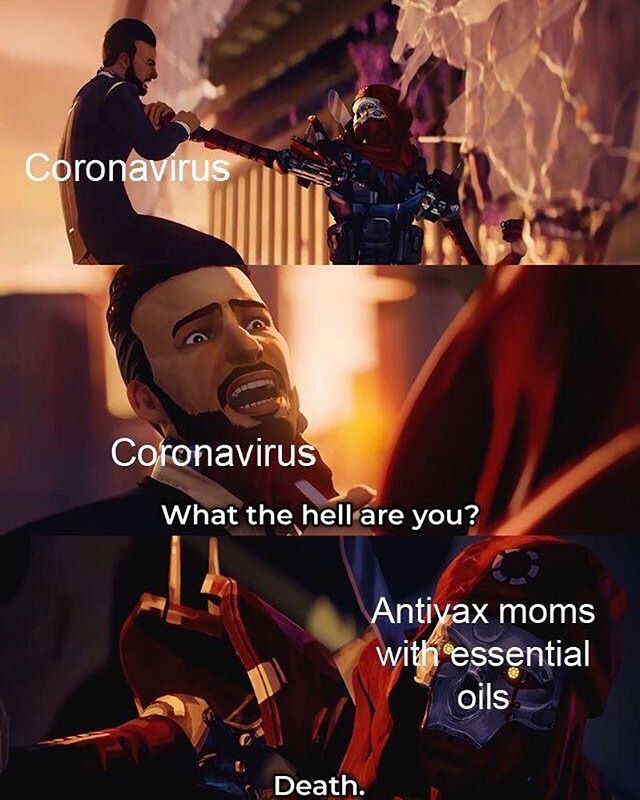 Coronavirus
Coronavirus
What the hell are you?
Antivax moms
with essential
oils
Death.